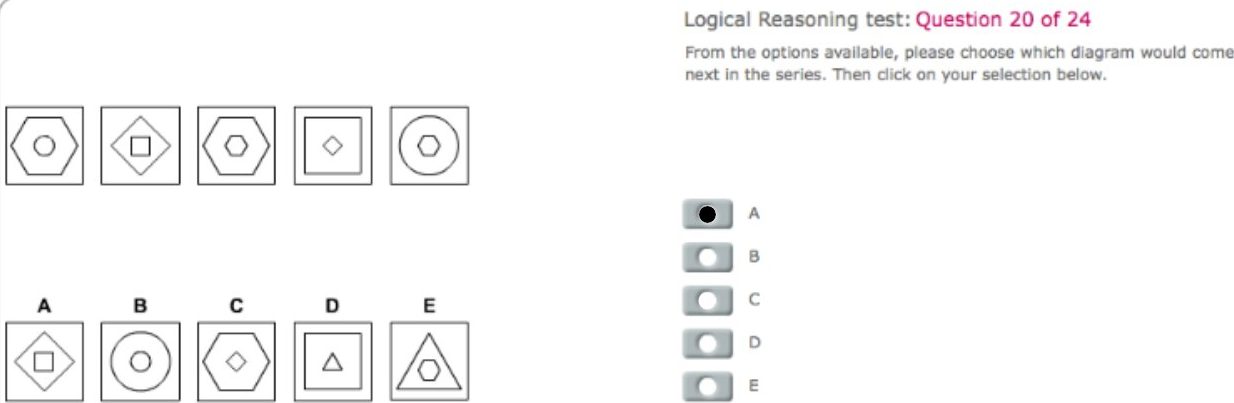 Logical Reasoning test: Question 20 of 24
From the options available, please choose which diagram would come
next in the series. Then click on your selection below.
A B C D E
A
B
C
D
E